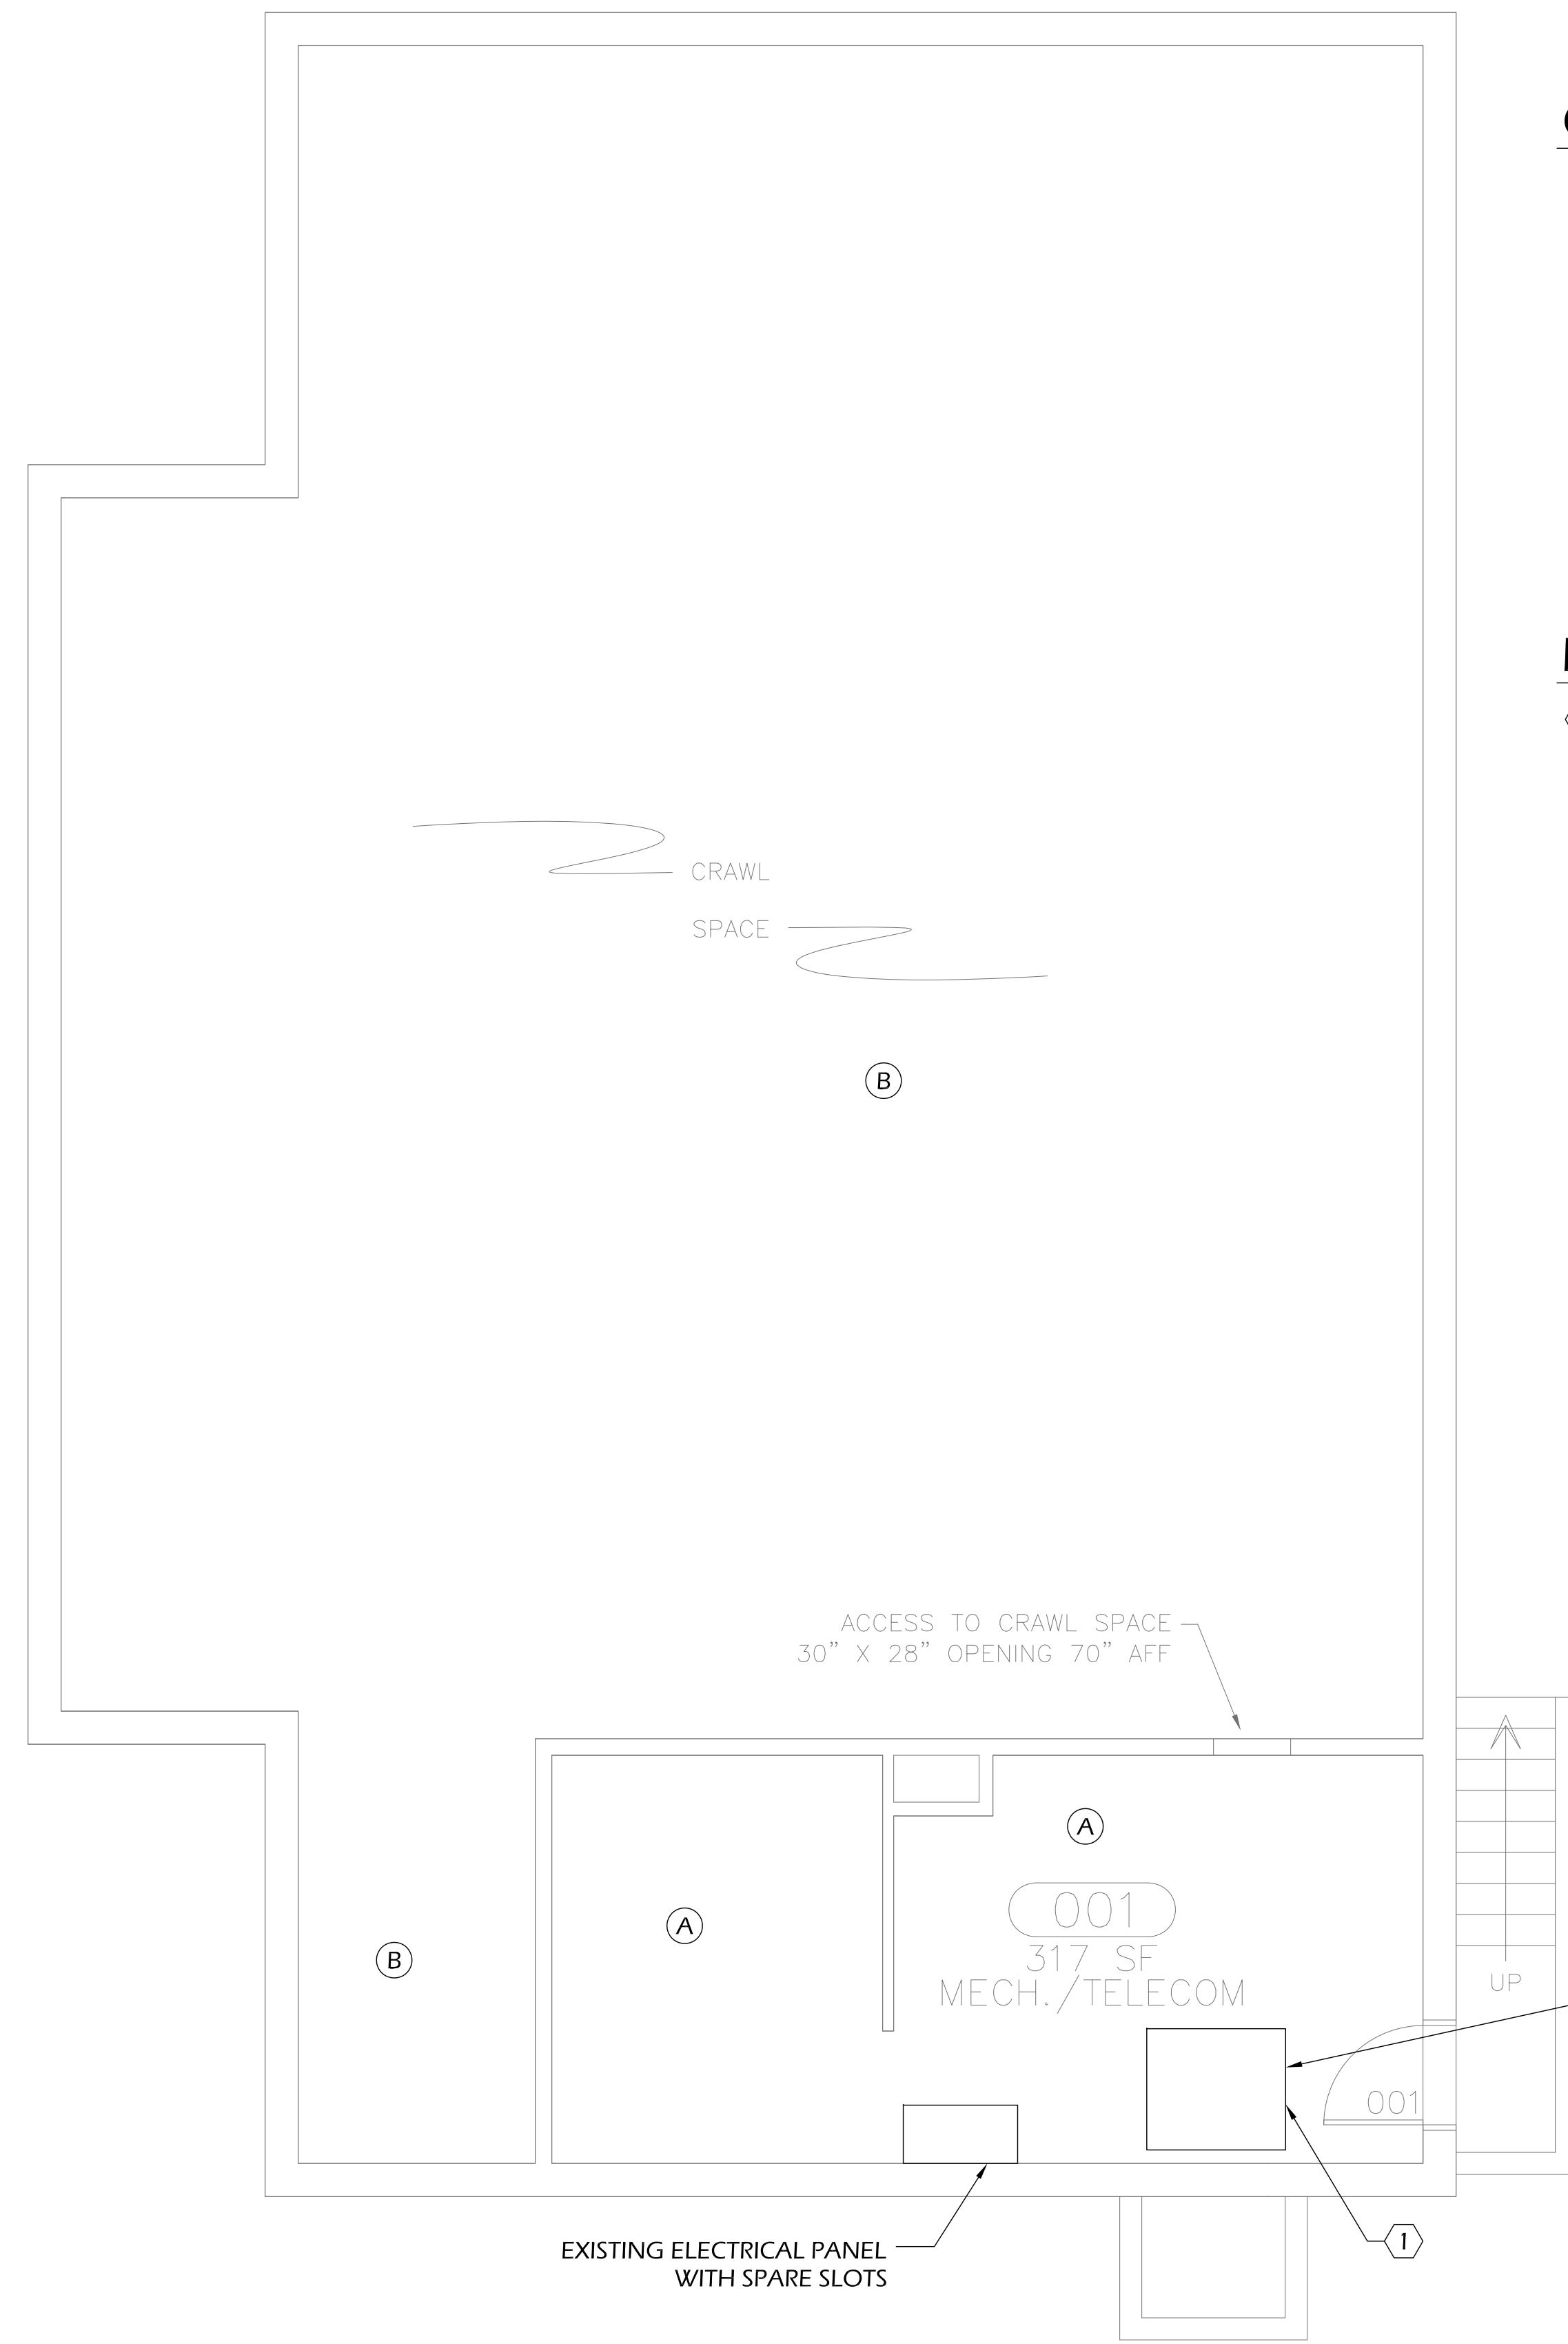 CRAWL
SPACE
B
ACCESS TO CRAWL SPACE
30” X 28” OPENING 70” AFF
A
001
317 SF
MECH./TELECOM
A
B
UP
001
1
EXISTING ELECTRICAL PANEL
WITH SPARE SLOTS